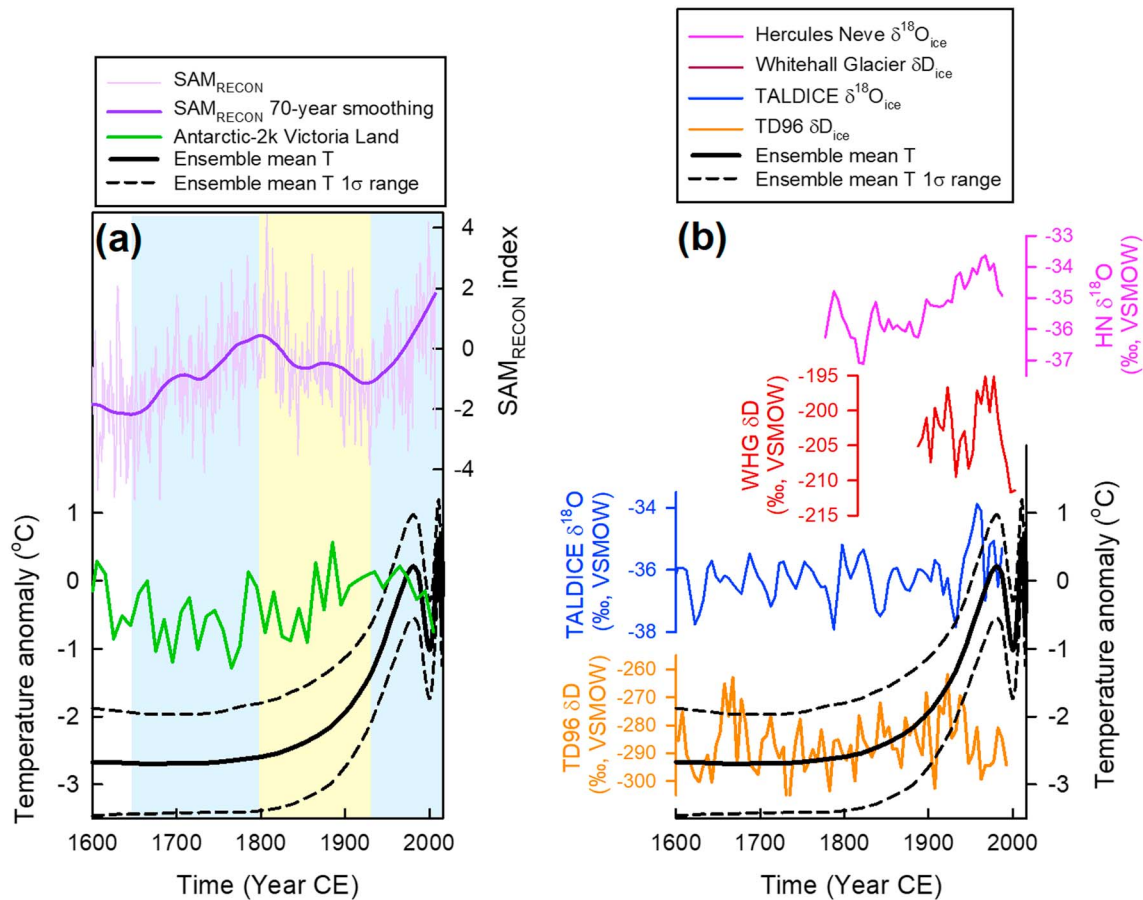 SAMRECON
SAMRECON 70-year smoothing
Antarctic-2k Victoria Land
Ensemble mean T
Ensemble mean T 1σ range
(a)
4
2
0
-2
-4
SAMRECON index
1
0
-1
-2
-3
Temperature anomaly (oC)
1600
1700
1800
1900
2000
Time (Year CE)
Hercules Neve δ18Oice
Whitehall Glacier δDice
TALDICE δ18Oice
TD96 δDice
Ensemble mean T
Ensemble mean T 1σ range
(b)
-33
-34
-35
-36
-37
HN δ18O
(‰, VSMOW)
-195
-200
-205
-210
-215
WHG δD
(‰, VSMOW)
-34
-36
-38
TALDICE δ18O
(‰, VSMOW)
-260
-270
-280
-290
-300
TD96 δD
(‰, VSMOW)
1
0
-1
-2
-3
Temperature anomaly (oC)
1600
1700
1800
1900
2000
Time (Year CE)